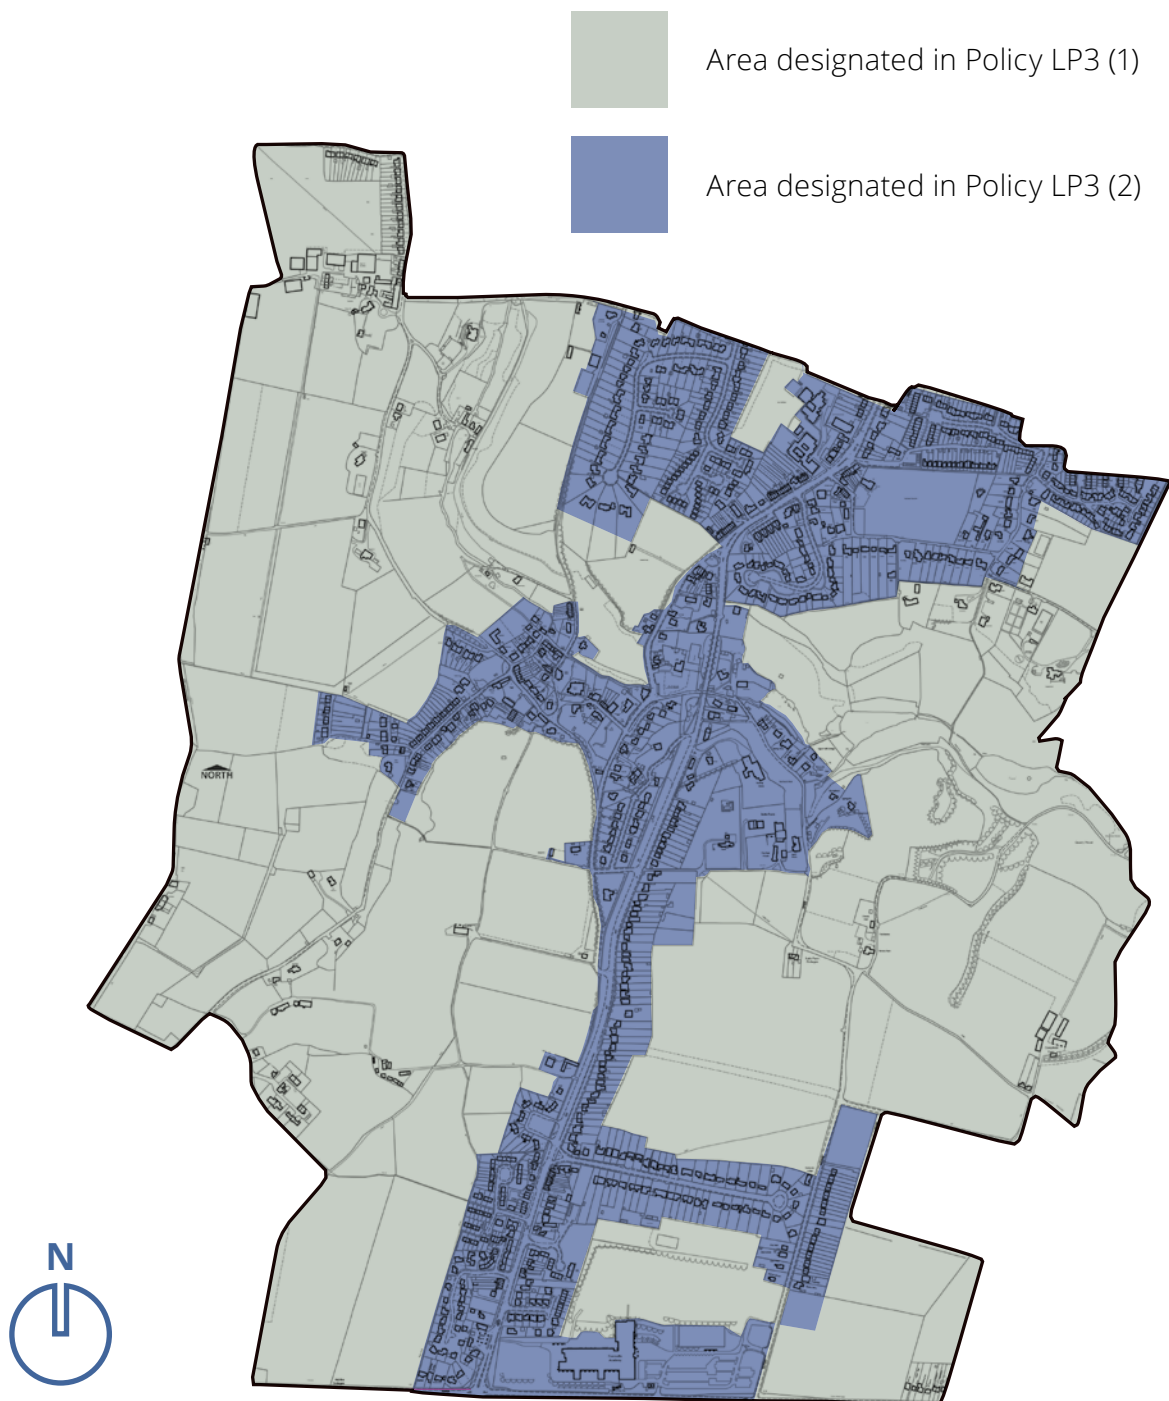 Area designated in Policy LP3 (1)
Area designated in Policy LP3 (2)
NORTH
N